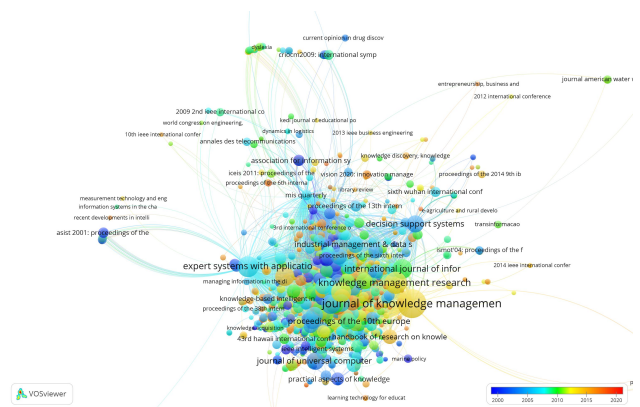 current opinion in drug discov
dyslexia
criocm2009: international symp
journal american water
entrepreneurship, business and
2012 international conference
2009 2nd ieee international co
world congress on engineering,
kedi journal of educational po
10th ieee international confer
dynamics in logistics
2013 ieee business engineering
annales des telecommunications
association for information sy
knowledge discovery, knowledge
iceis 2011: proceedings of the
vision 2020: innovation manage
proceedings of the 2014 9th ib
proceedings of the 6th interna
library review
sixth wuhan international conf
mis quarterly
measurement technology and eng
information systems in the cha
proceedings of the 13th intern
e-agriculture and rural develo
recent developments in intelli
3rd international conference o
decision support systems
transformacao
asist 2001: proceedings of the
industrial management & data s
ismot'04: proceedings of the f
proceedings of the sixth inter
expert systems with applicatio
international journal of infor
2014 ieee international confer
managing information in the di
knowledge management research
knowledge-based intelligent in
journal of knowledge managemen
proceedings of the 38th intern
proceedings of the 10th europe
knowledge acquisition
43rd hawaii international conf
handbook of research on knowle
ieee intelligent systems
journal of universal computer
marine policy
practical aspects of knowledge
learning technology for educat
VOSviewer
2000 2005 2010 2015 2020